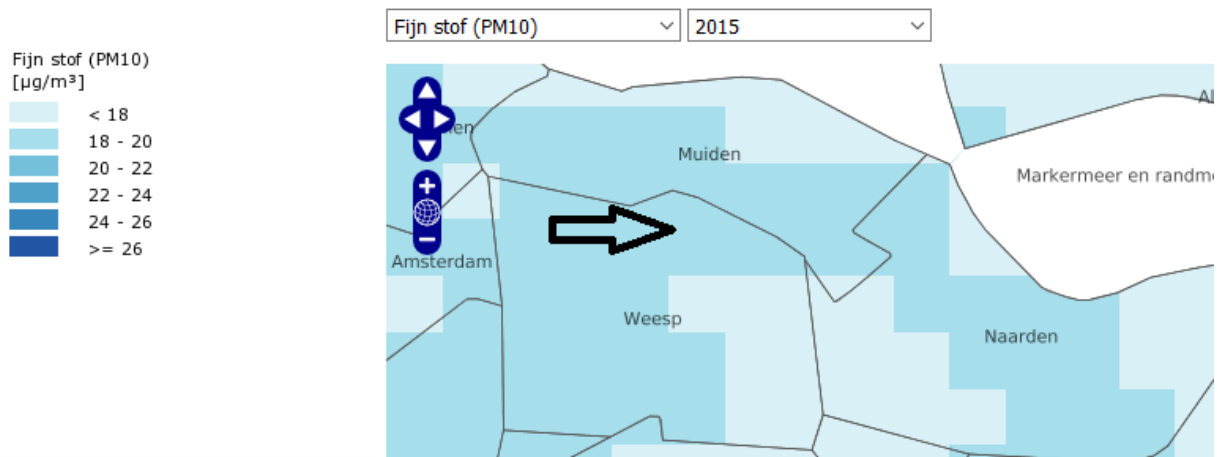 Fijn stof (PM10)
2015
Fijn stof (PM10)
[µg/m³]
< 18
18 - 20
20 - 22
22 - 24
24 - 26
>= 26
Muiden
Markermeer en randme
Amsterdam
Weesp
Naarden